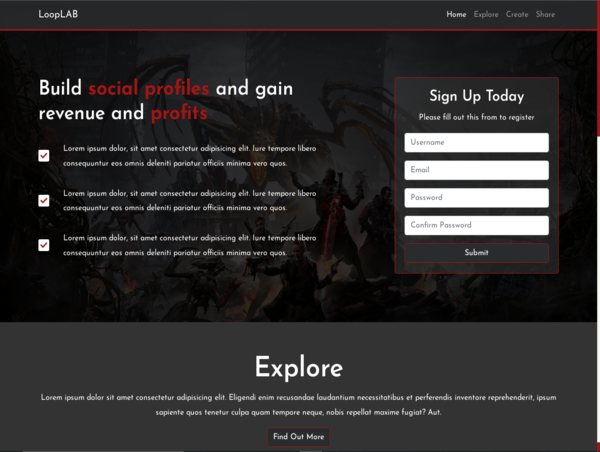 LoopLAB
Home Explore Create Share
Build social profiles and gain
revenue and profits
Lorem ipsum dolor, sit amet consectetur adipisicing elit. Iure tempore libero
consequuntur eos omnis deleniti pariatur officiis minima vero quos.
Lorem ipsum dolor, sit amet consectetur adipisicing elit. Iure tempore libero
consequuntur eos omnis deleniti pariatur officiis minima vero quos.
Lorem ipsum dolor, sit amet consectetur adipisicing elit. Iure tempore libero
consequuntur eos omnis deleniti pariatur officiis minima vero quos.
Sign Up Today
Please fill out this from to register
Username
Email
Password
Confirm Password
Submit
Explore
Lorem ipsum dolor sit amet consectetur adipisicing elit. Eligendi enim recusandae laudantium necessitatibus et perferendis inventore reprehenderit, ipsum
sapiente quos tenetur culpa quam tempore neque, nobis repellat maxime fugiat? Aut.
Find Out More